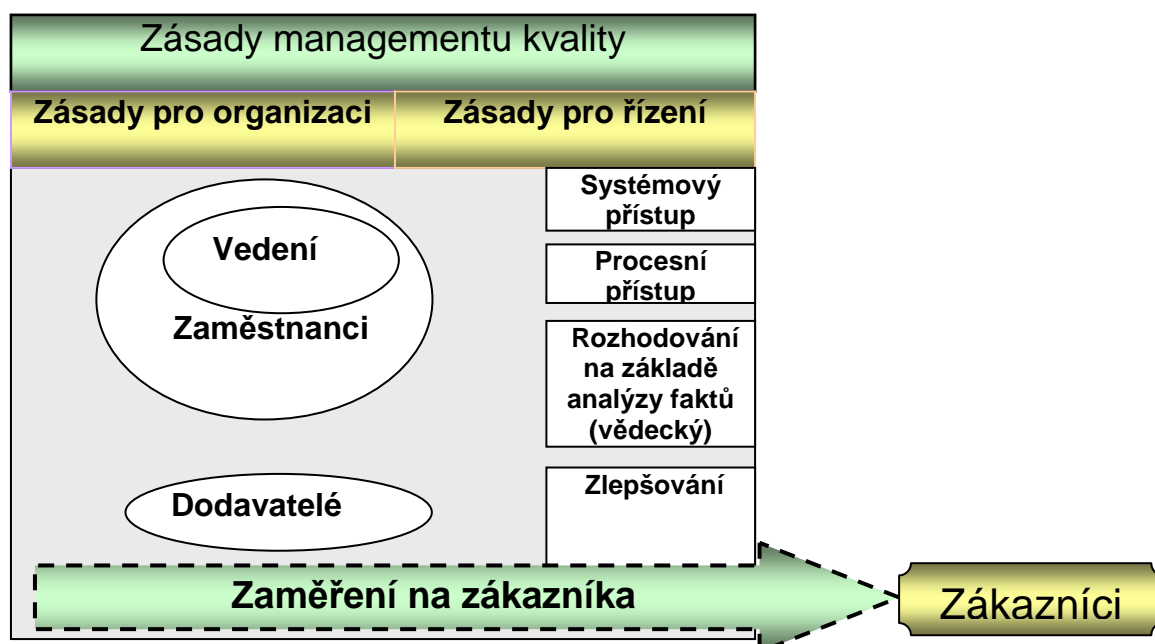 Zásady managementu kvality
Zásady pro organizaci
Zásady pro řízení
Vedení
Zaměstnanci
Dodavatelé
Systémový
přístup
Procesní
přístup
Rozhodování
na základě
analýzy faktů
(vědecký)
Zlepšování
Zaměření na zákazníka
Zákazníci